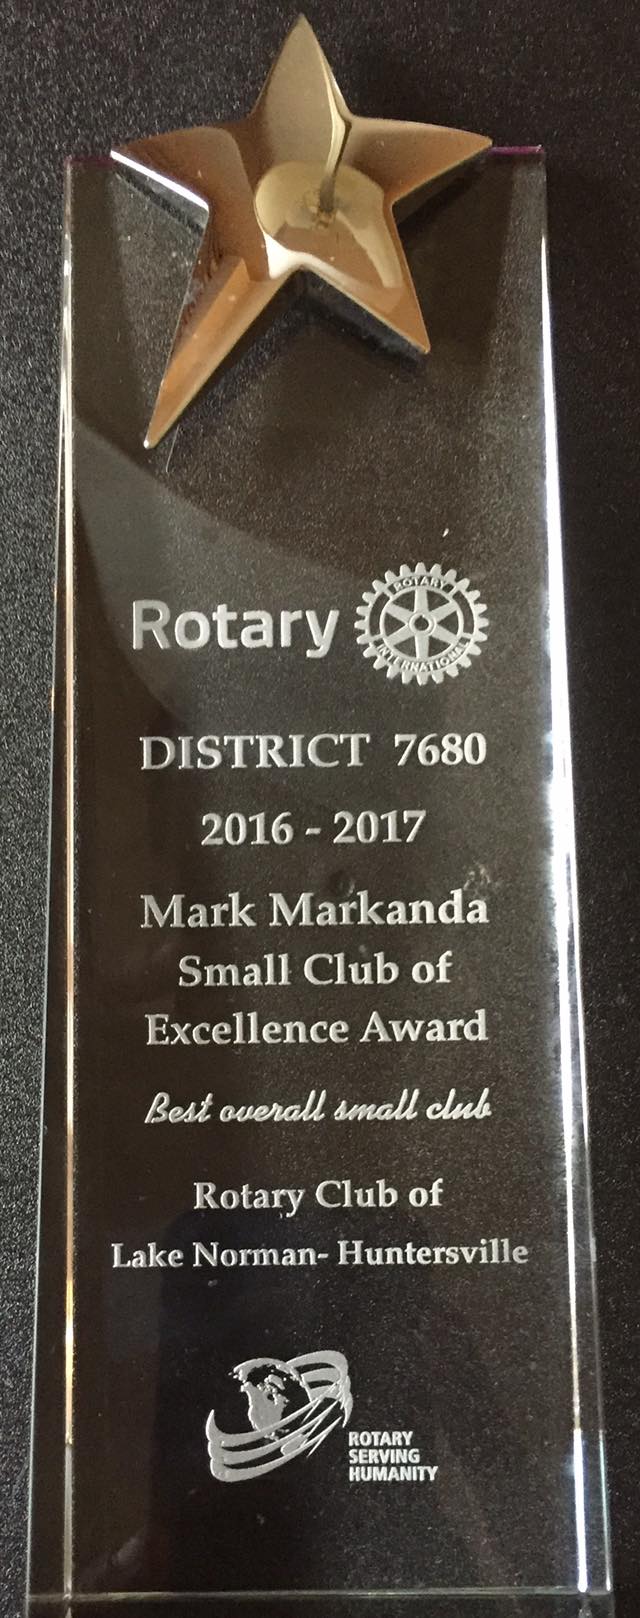 Rotary
ROTARY
INTERNATIONAL
DISTRICT 7680
2016 - 2017
Mark Markanda
Small Club of
Excellence Award
Best overall small club
Rotary Club of
Lake Norman- Huntersville
ROTARY
SERVING
HUMANITY